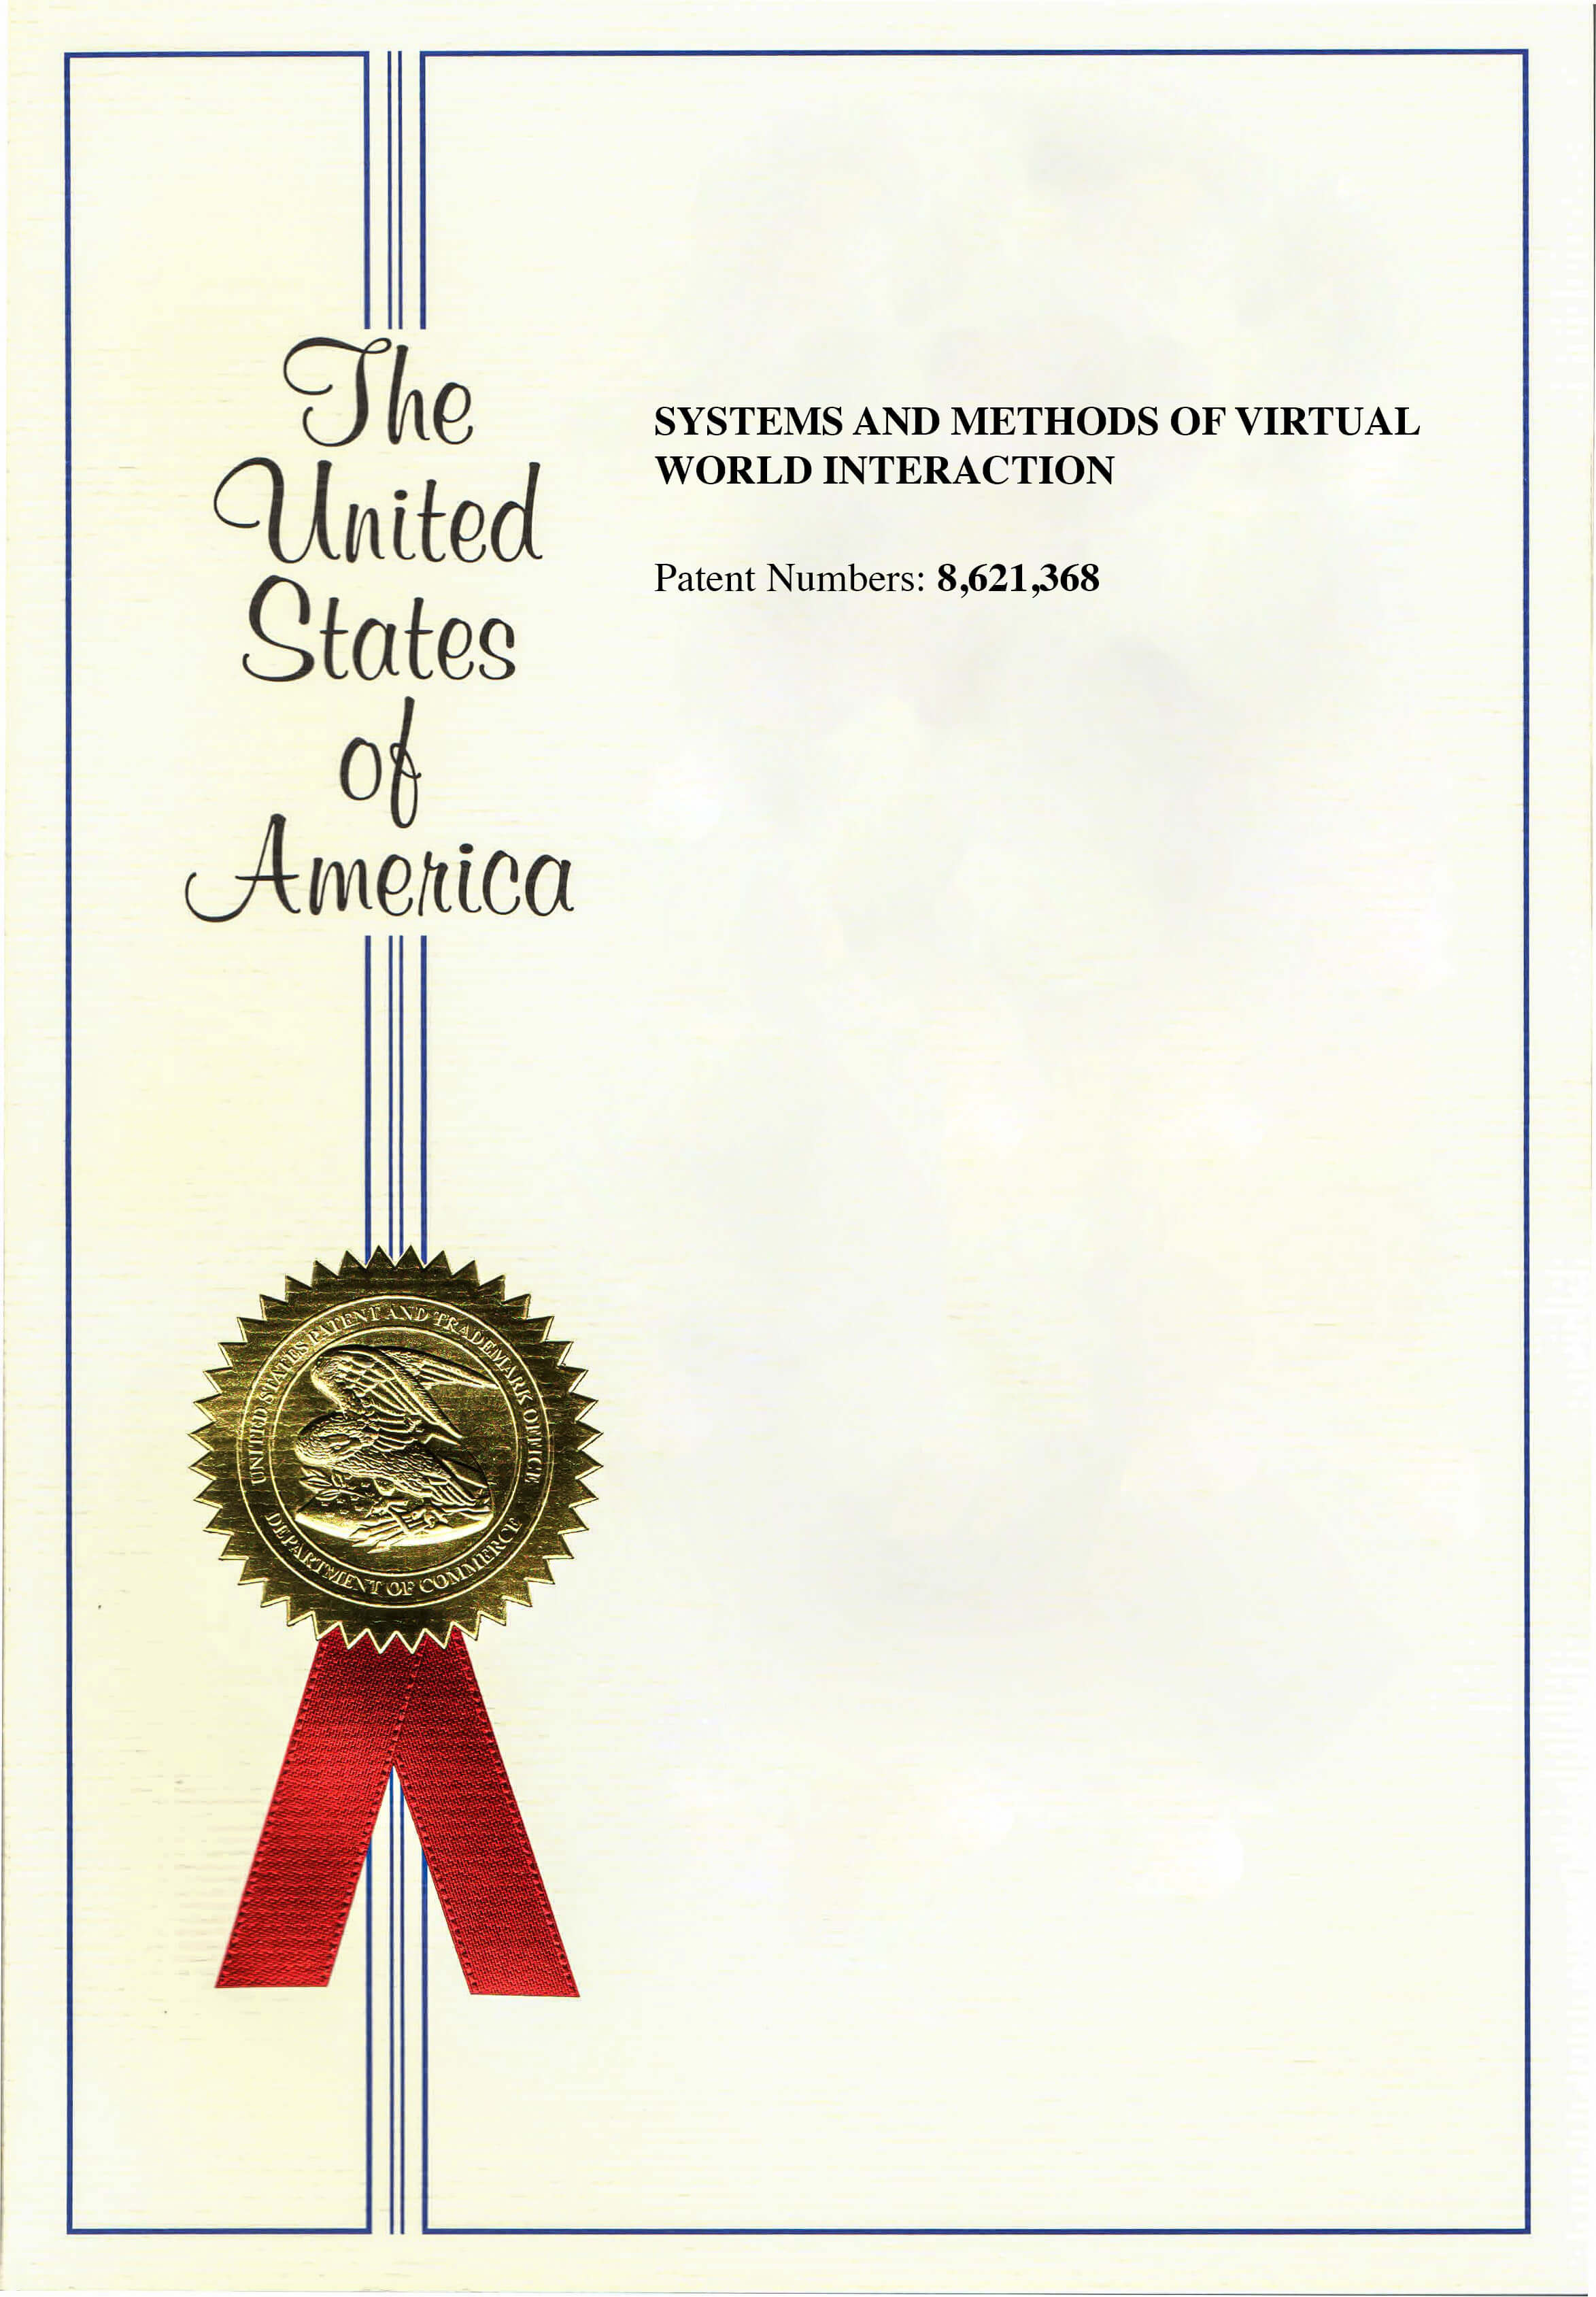 The
United
States
of
America
SYSTEMS AND METHODS OF VIRTUAL
WORLD INTERACTION
Patent Numbers: 8,621,368
UNITED STATES PATENT AND TRADEMARK OFFICE
DEPARTMENT OF COMMERCE